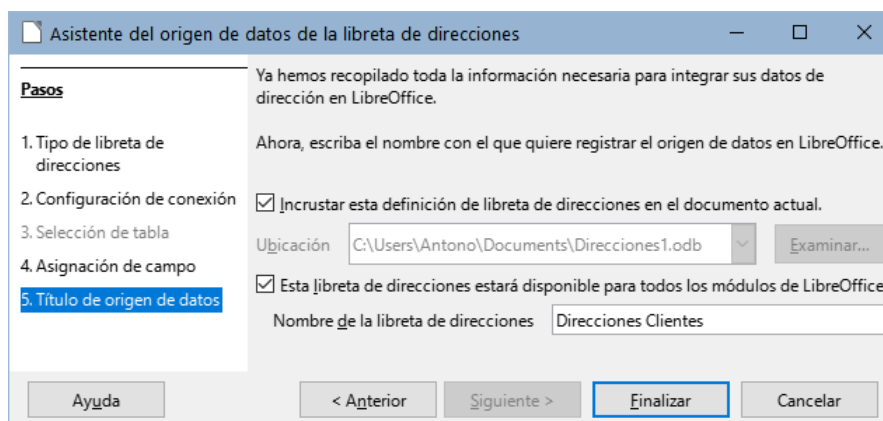 Asistente del origen de datos de la libreta de direcciones
Pasos
1. Tipo de libreta de
direcciones
2. Configuración de conexión
3. Selección de tabla
4. Asignación de campo
5. Título de origen de datos
Ya hemos recopilado toda la información necesaria para integrar sus datos de
dirección en LibreOffice.
Ahora, escriba el nombre con el que quiere registrar el origen de datos en LibreOffice.
Incrustar esta definición de libreta de direcciones en el documento actual.
Ubicación C:\Users\Antono\Documents\Direcciones1.odb Examinar...
Esta libreta de direcciones estará disponible para todos los módulos de LibreOffice
Nombre de la libreta de direcciones Direcciones Clientes
Ayuda < Anterior Siguiente > Finalizar Cancelar